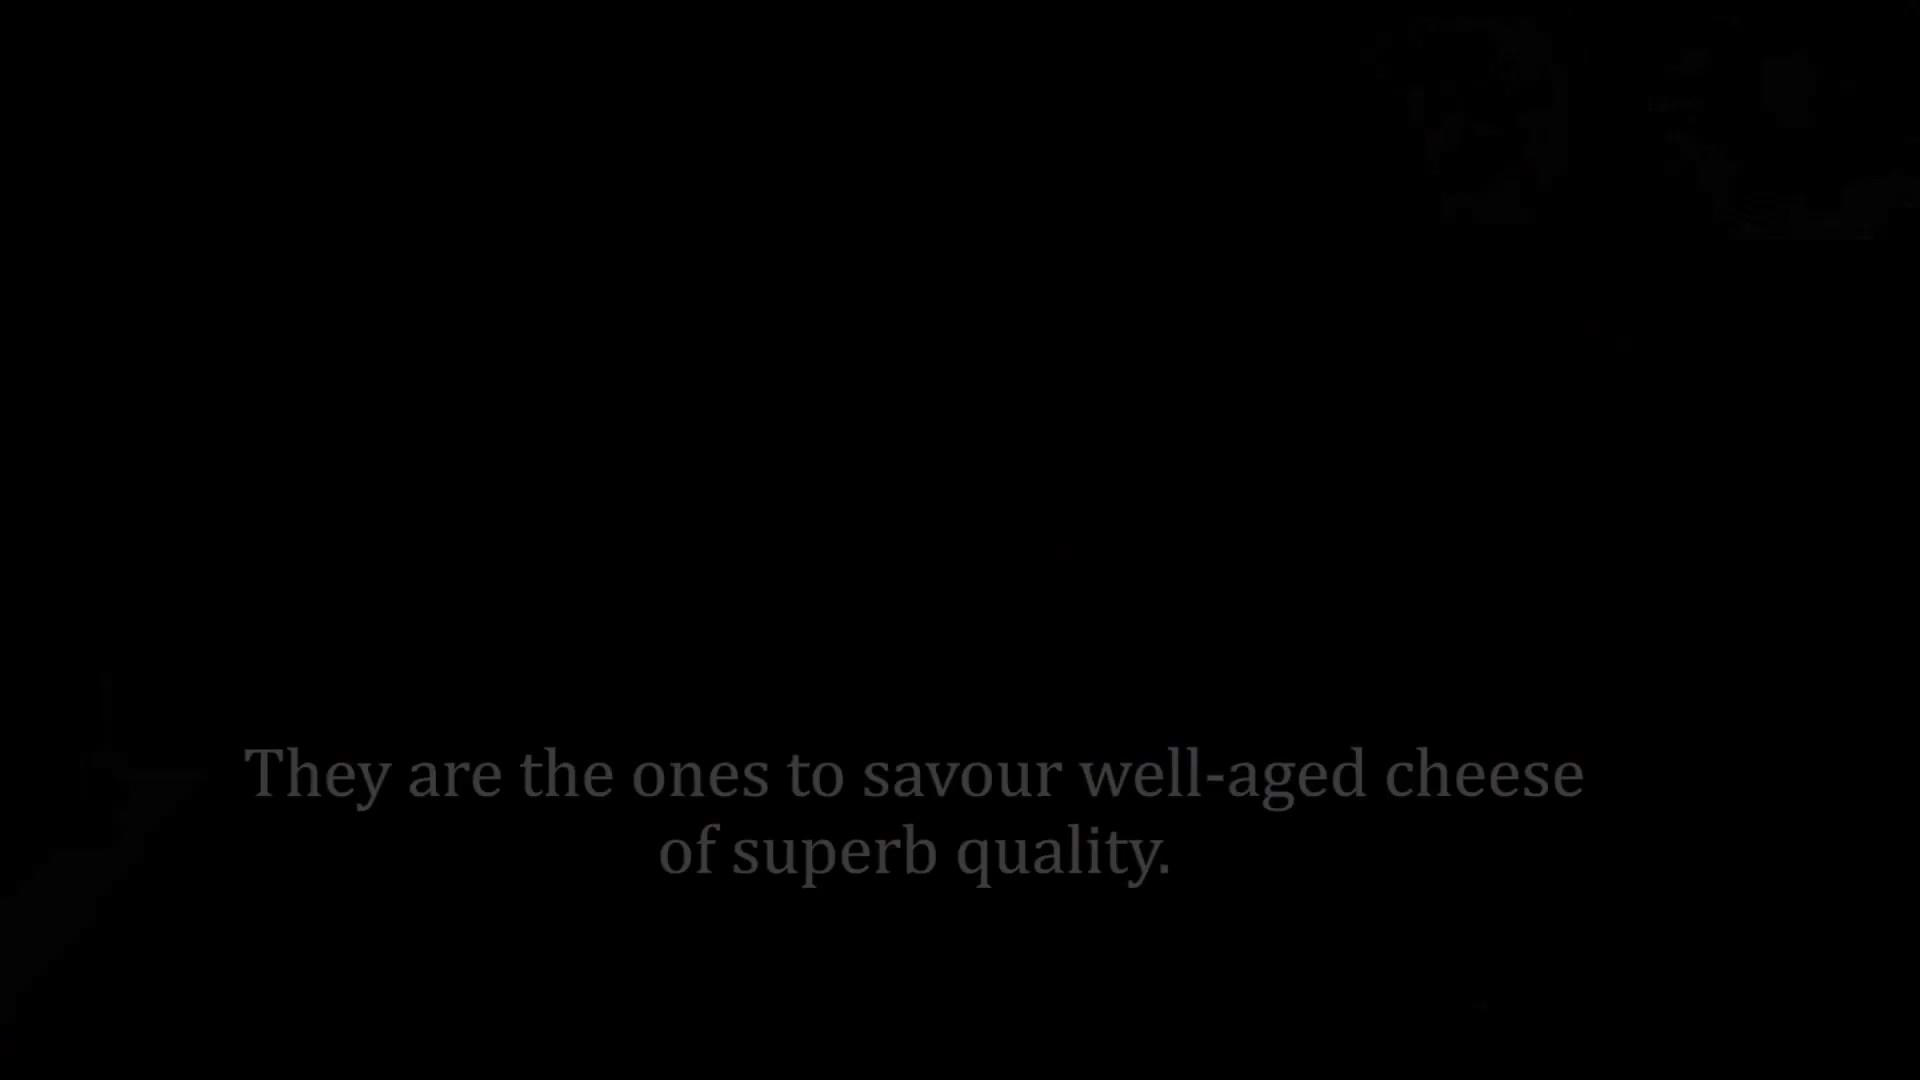 They are the ones to savour well-aged cheese
of superb quality.